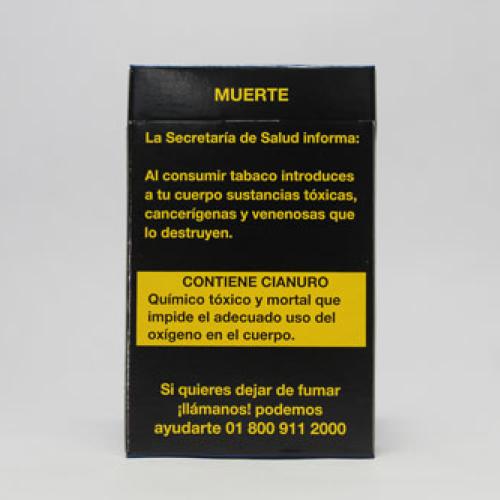 MUERTE
La Secretaría de Salud informa:
Al consumir tabaco introduces
a tu cuerpo sustancias tóxicas,
cancerígenas y venenosas que
lo destruyen.
CONTIENE CIANURO
Químico tóxico y mortal que
impide el adecuado uso del
oxígeno en el cuerpo.
Si quieres dejar de fumar
¡llámanos! podemos
ayudarte 01 800 911 2000